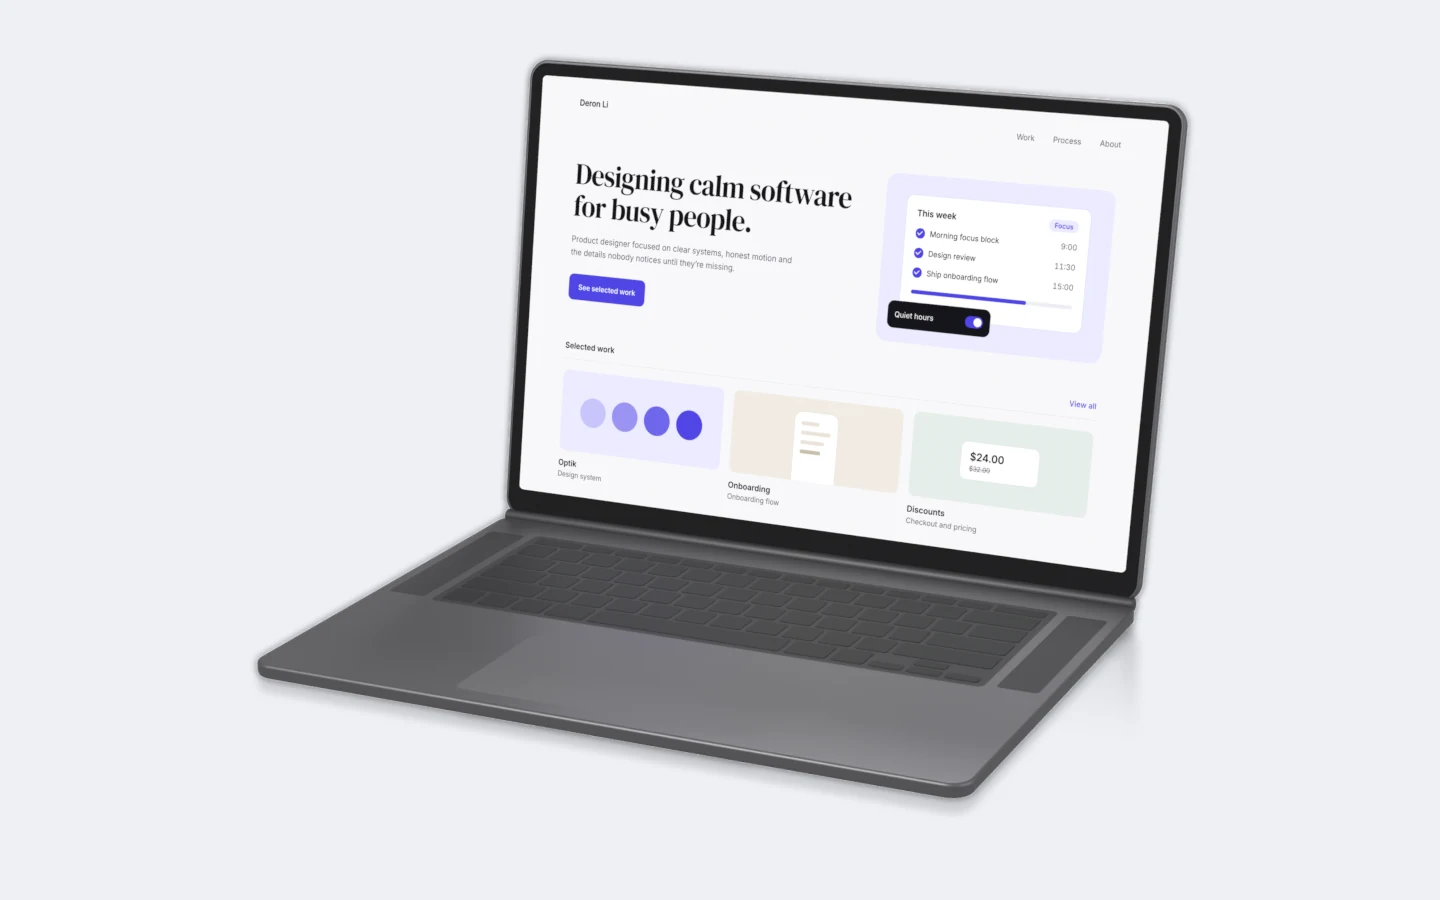 Deron Li
Work
Process
About
Designing calm software
for busy people.
Product designer focused on clear systems, honest motion and
the details nobody notices until they're missing.
See selected work
This week
Focus
Morning focus block
9:00
Design review
11:30
Ship onboarding flow
15:00
Quiet hours
Selected work
View all
Optik
Design system
Onboarding
Onboarding flow
$24.00
$32.00
Discounts
Checkout and pricing